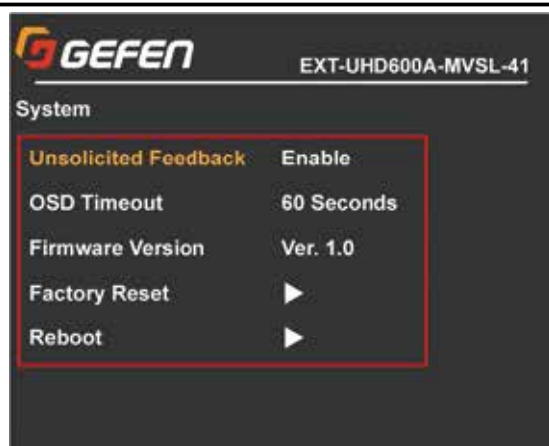 GEFEN
EXT-UHD600A-MVSL-41
System
Unsolicited Feedback Enable
OSD Timeout 60 Seconds
Firmware Version Ver. 1.0
Factory Reset ▶
Reboot ▶